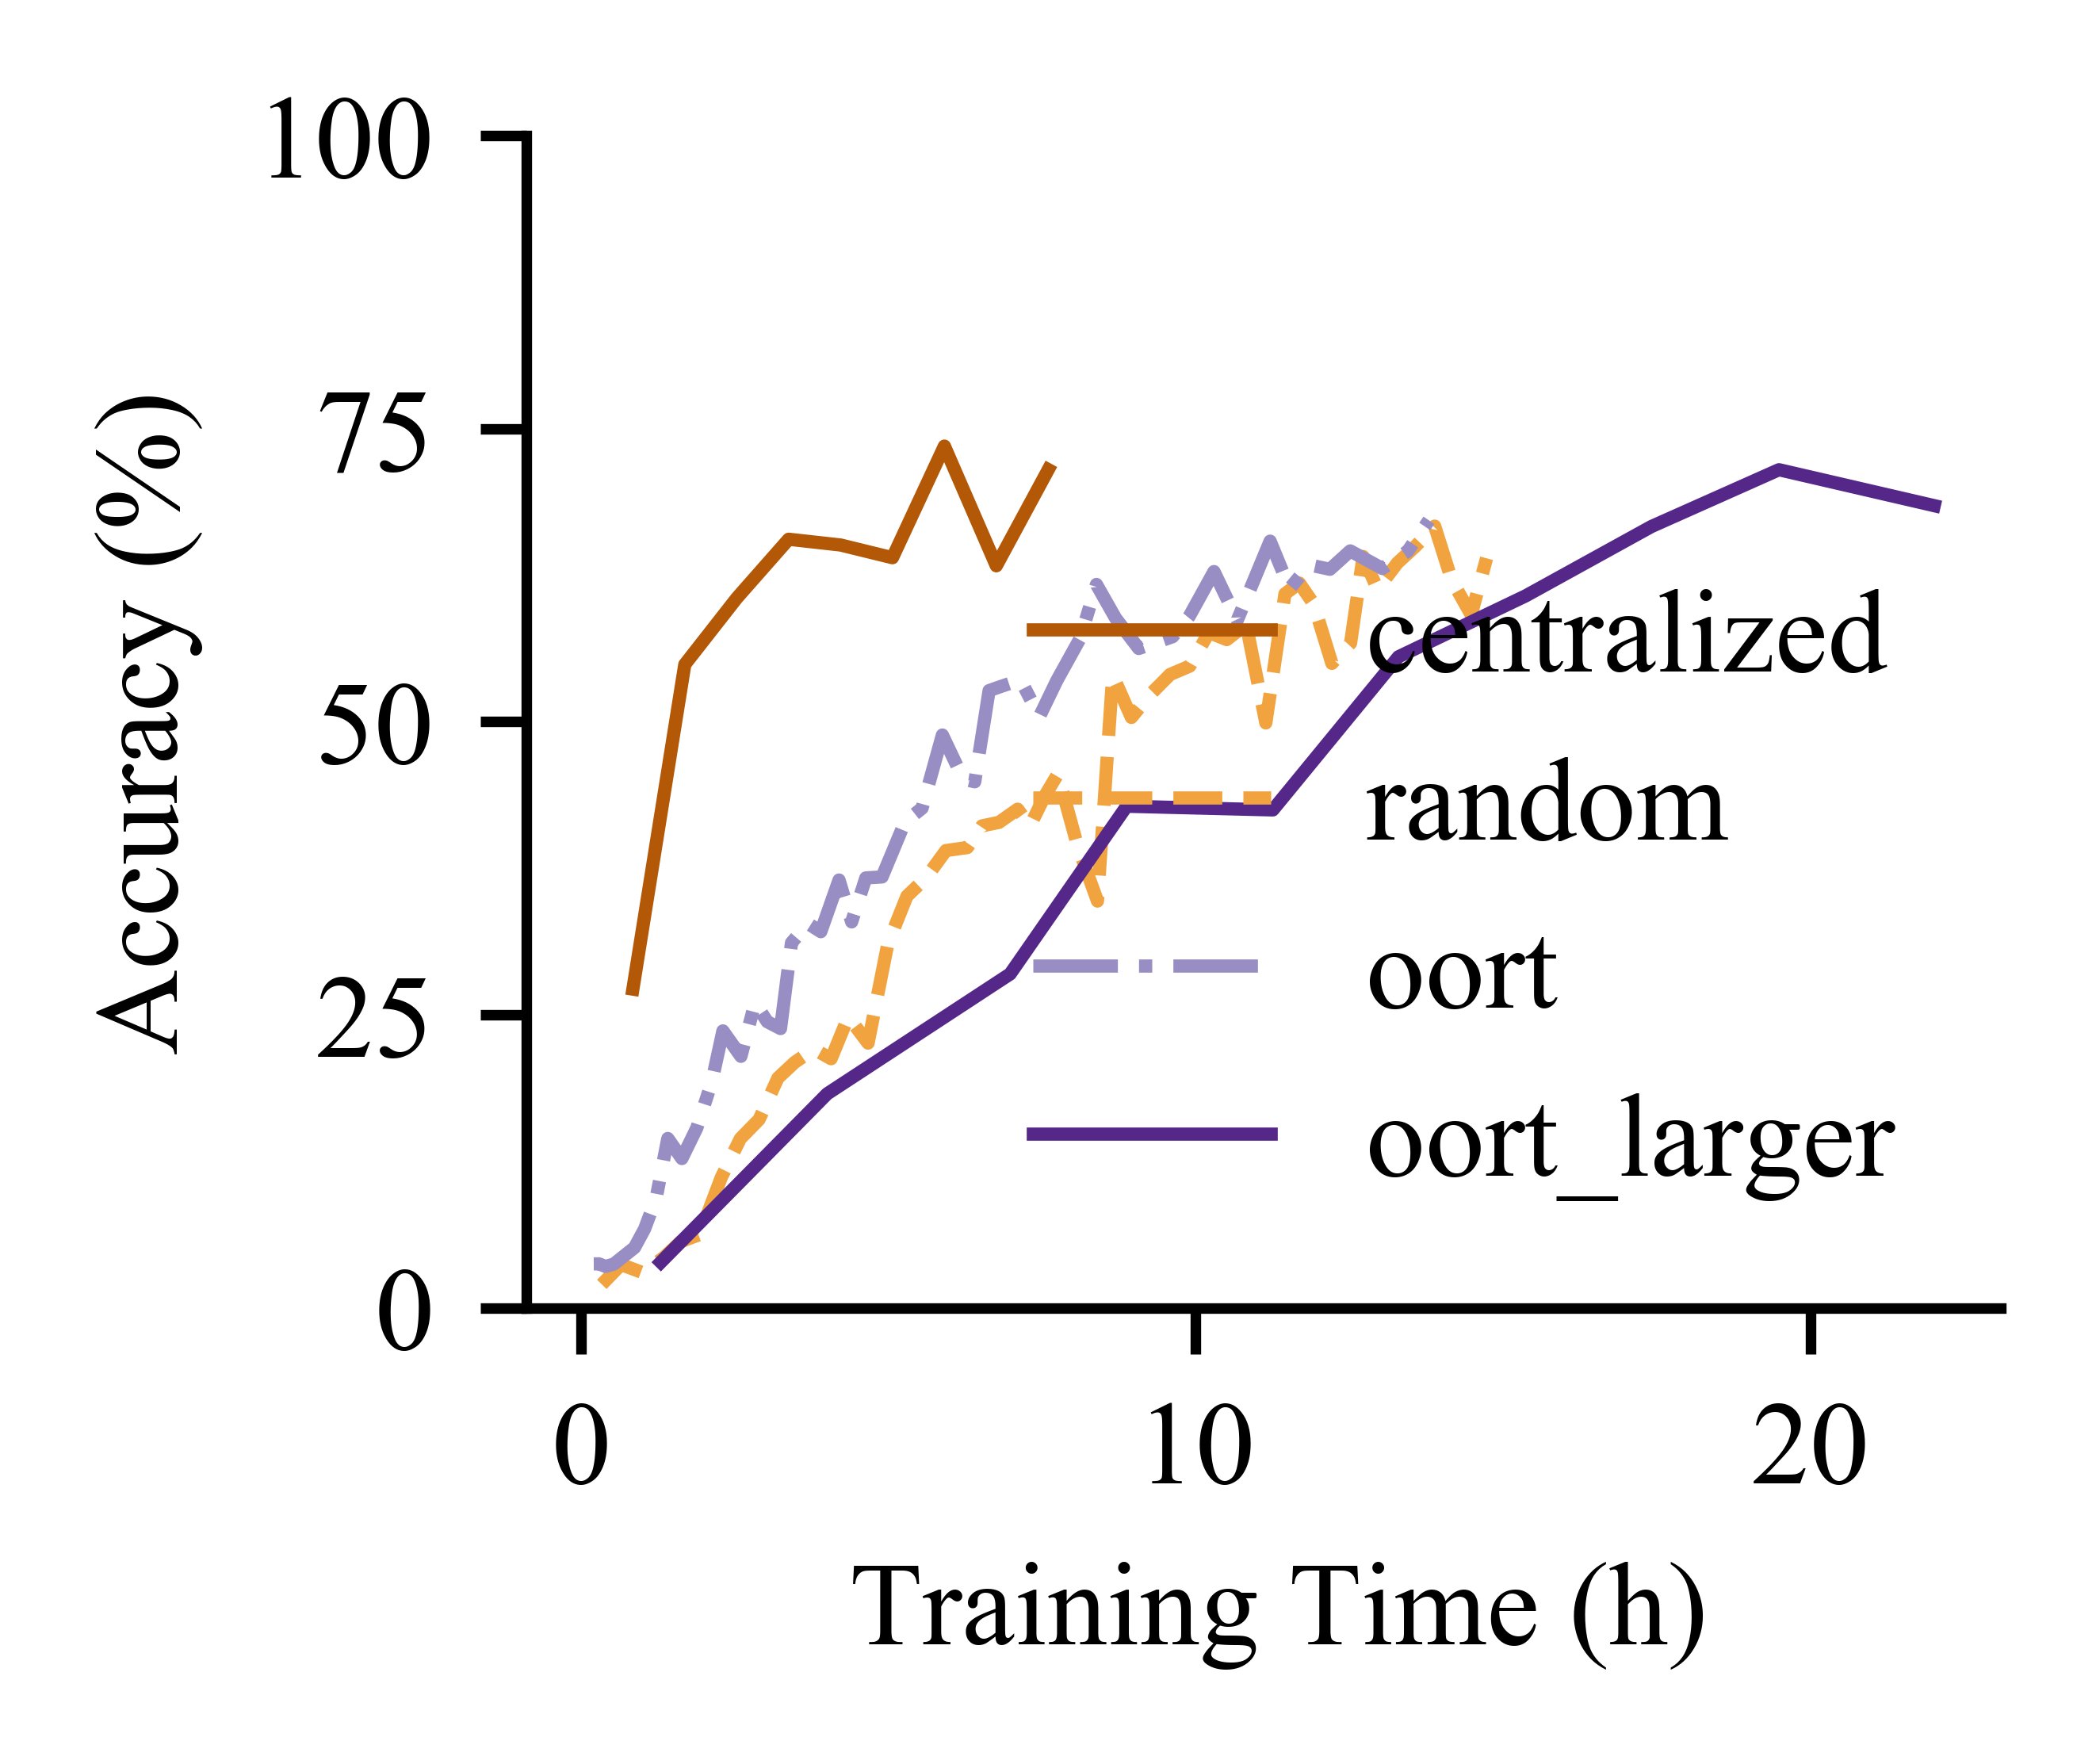 100
75
50
25
0
Accuracy (%)
centralized
random
oort
oort_larger
0 10 20
Training Time (h)